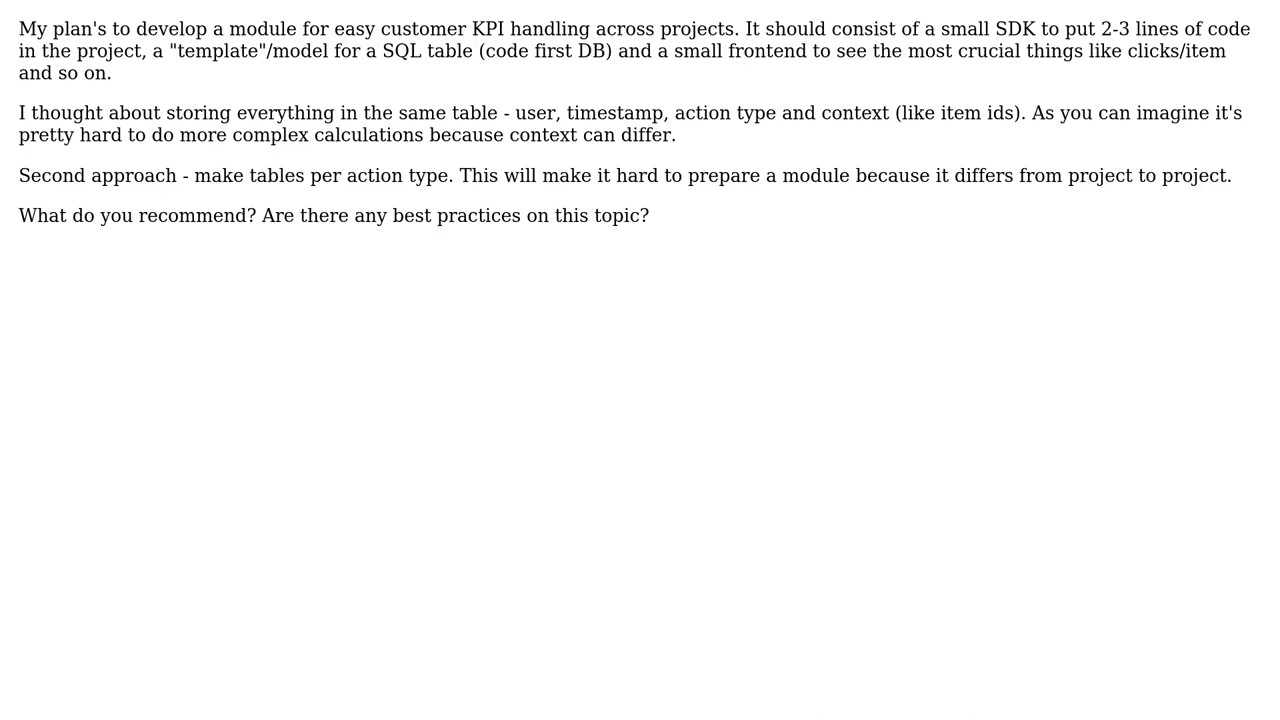 My plan's to develop a module for easy customer KPI handling across projects. It should consist of a small SDK to put 2-3 lines of code
in the project, a "template"/model for a SQL table (code first DB) and a small frontend to see the most crucial things like clicks/item
and so on.
I thought about storing everything in the same table - user, timestamp, action type and context (like item ids). As you can imagine it's
pretty hard to do more complex calculations because context can differ.
Second approach - make tables per action type. This will make it hard to prepare a module because it differs from project to project.
What do you recommend? Are there any best practices on this topic?